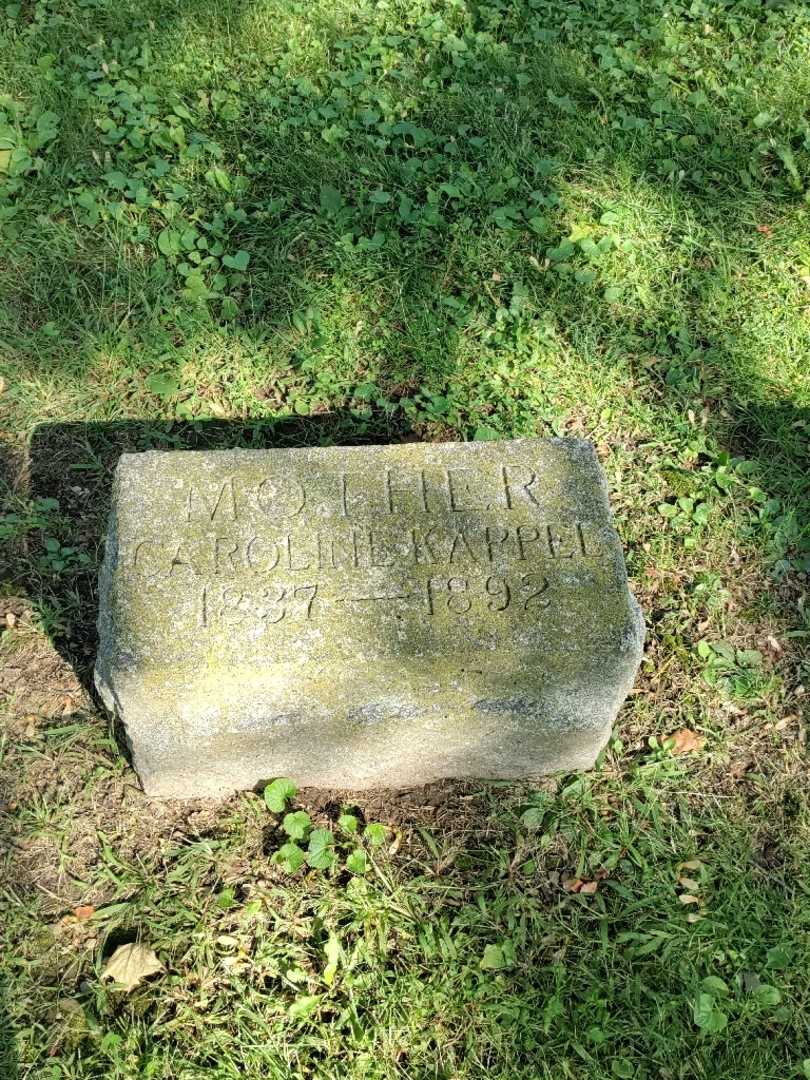 MOTHER
CAROLINE KAPPEL
1837 — 1892